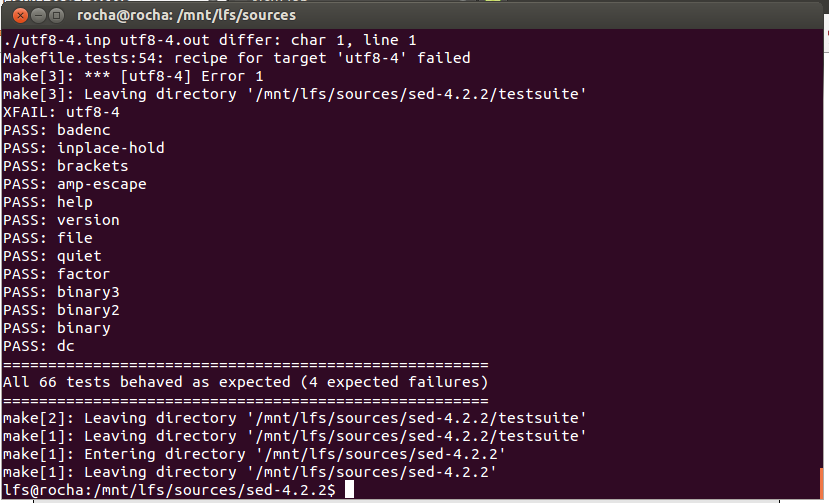 rocha@rocha: /mnt/lfs/sources
./utf8-4.inp utf8-4.out differ: char 1, line 1
Makefile.tests:54: recipe for target 'utf8-4' failed
make[3]: *** [utf8-4] Error 1
make[3]: Leaving directory '/mnt/lfs/sources/sed-4.2.2/testsuite'
XFAIL: utf8-4
PASS: badenc
PASS: inplace-hold
PASS: brackets
PASS: amp-escape
PASS: help
PASS: version
PASS: file
PASS: quiet
PASS: factor
PASS: binary3
PASS: binary2
PASS: binary
PASS: dc
======================================================
All 66 tests behaved as expected (4 expected failures)
======================================================
make[2]: Leaving directory '/mnt/lfs/sources/sed-4.2.2/testsuite'
make[1]: Leaving directory '/mnt/lfs/sources/sed-4.2.2/testsuite'
make[1]: Entering directory '/mnt/lfs/sources/sed-4.2.2'
make[1]: Leaving directory '/mnt/lfs/sources/sed-4.2.2'
lfs@rocha:/mnt/lfs/sources/sed-4.2.2$